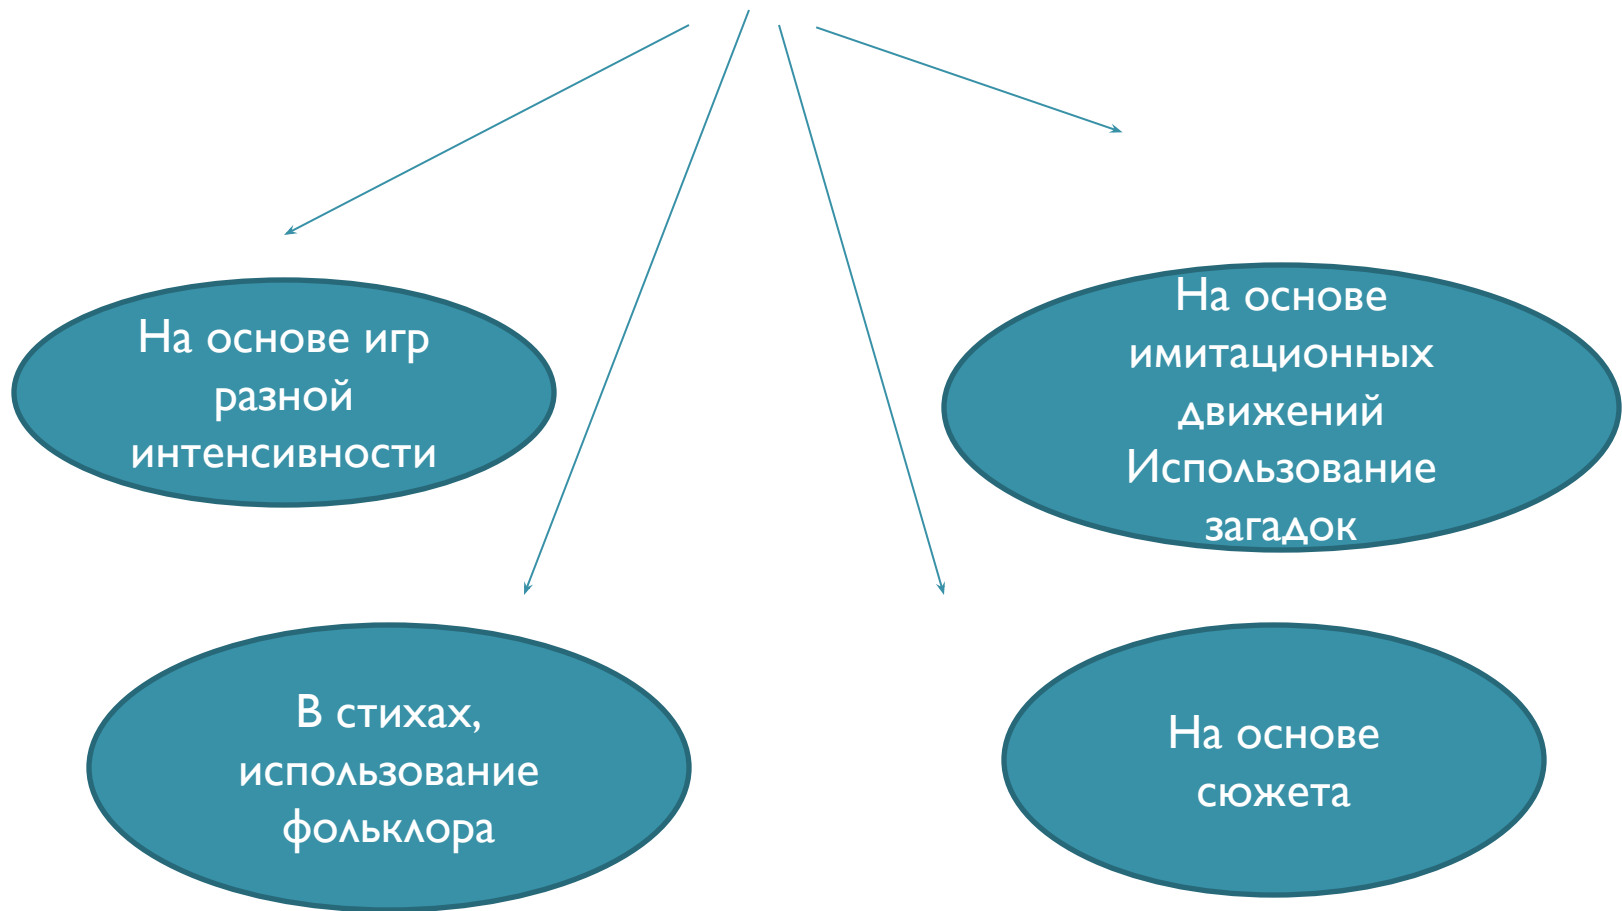 На основе игр
разной
интенсивности
На основе
имитационных
движений
Использование
загадок
В стихах,
использование
фольклора
На основе
сюжета